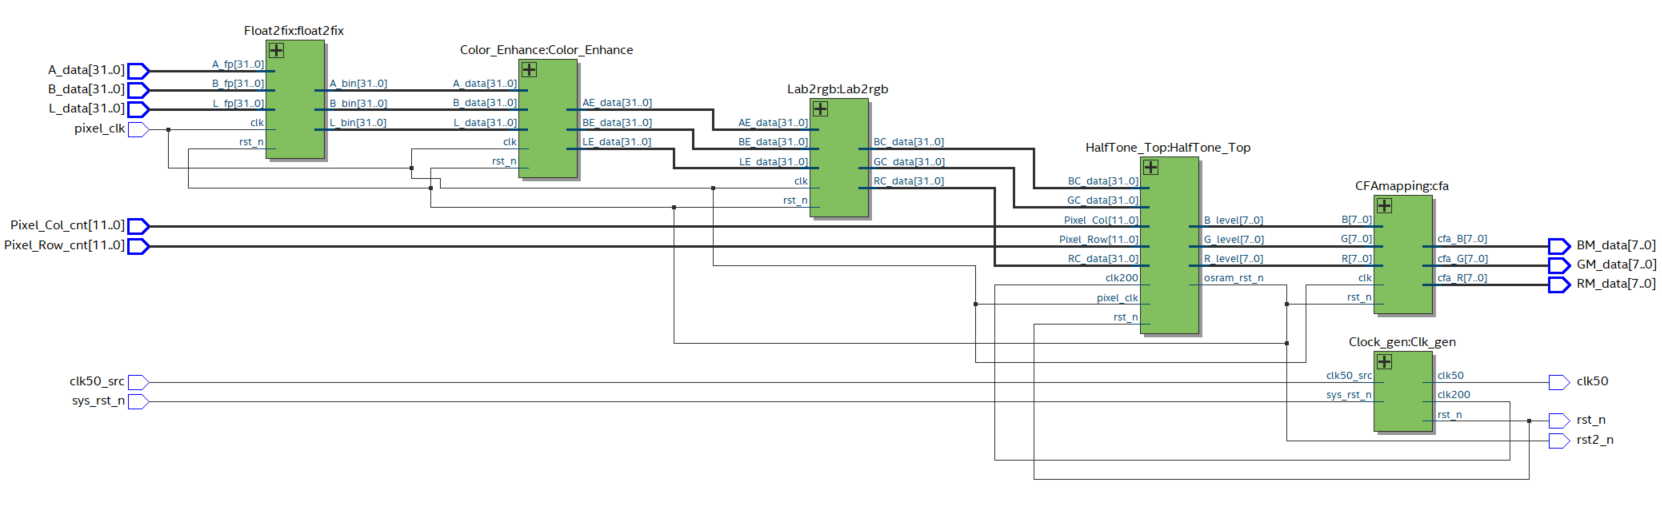 Float2fix:float2fix
A_data[31..0]
B_data[31..0]
L_data[31..0]
pixel_clk
A_fp[31..0]
B_fp[31..0]
L_fp[31..0]
clk
rst_n
A_bin[31..0]
B_bin[31..0]
L_bin[31..0]
Color_Enhance:Color_Enhance
A_data[31..0]
B_data[31..0]
L_data[31..0]
clk
rst_n
AE_data[31..0]
BE_data[31..0]
LE_data[31..0]
Lab2rgb:Lab2rgb
AE_data[31..0]
BE_data[31..0]
LE_data[31..0]
clk
rst_n
BC_data[31..0]
GC_data[31..0]
RC_data[31..0]
HalfTone_Top:HalfTone_Top
BC_data[31..0]
GC_data[31..0]
Pixel_Col[11..0]
Pixel_Row[11..0]
RC_data[31..0]
clk200
pixel_clk
rst_n
B_level[7..0]
G_level[7..0]
R_level[7..0]
osram_rst_n
Pixel_Col_cnt[11..0]
Pixel_Row_cnt[11..0]
CFAmapping:cfa
B[7..0]
G[7..0]
R[7..0]
clk
rst_n
cfa_B[7..0]
cfa_G[7..0]
cfa_R[7..0]
BM_data[7..0]
GM_data[7..0]
RM_data[7..0]
Clock_gen:Clk_gen
clk50_src
sys_rst_n
clk50_src
sys_rst_n
clk50
clk200
rst_n
clk50
rst_n
rst2_n